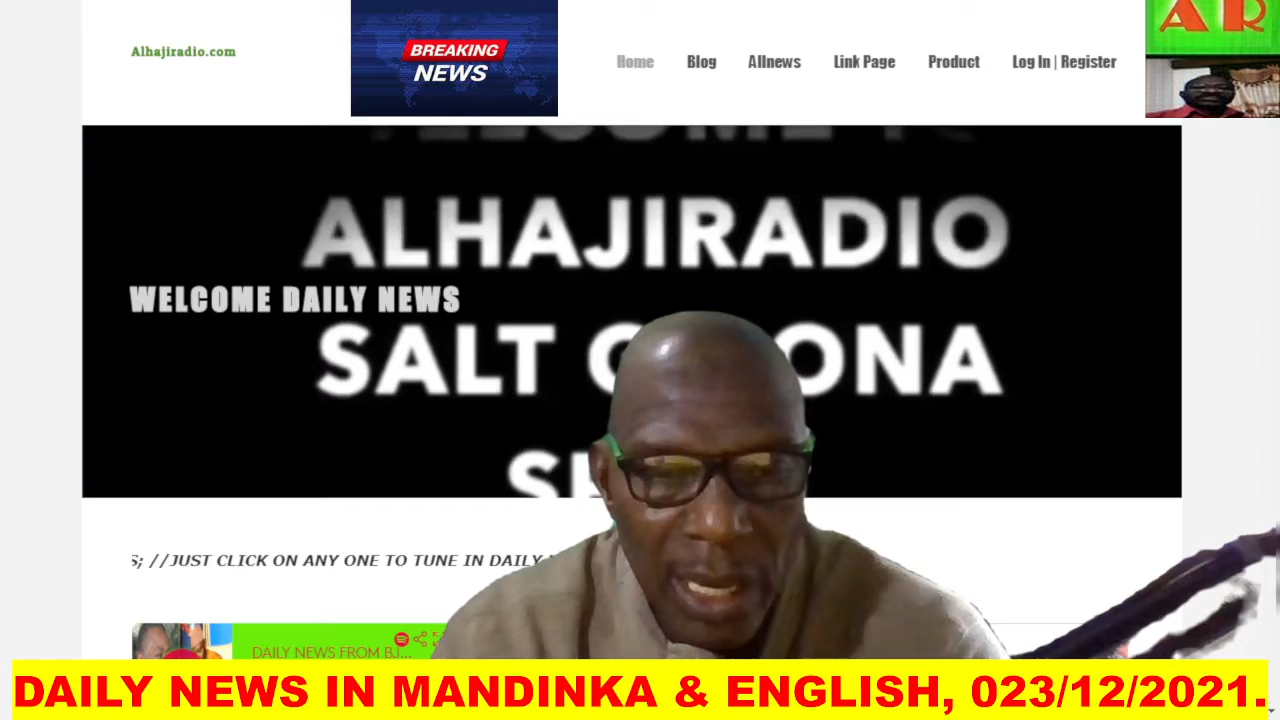 Alhajiradio.com
BREAKING
NEWS
Home
Blog
Allnews
Link Page
Product
Log In | Register
AR
ALHAJIRADIO
WELCOME DAILY NEWS
SALT
JUST CLICK ON ANY ONE TO TUNE IN DAILY
DAILY NEWS FROM BJ...
DAILY NEWS IN MANDINKA & ENGLISH, 023/12/2021.